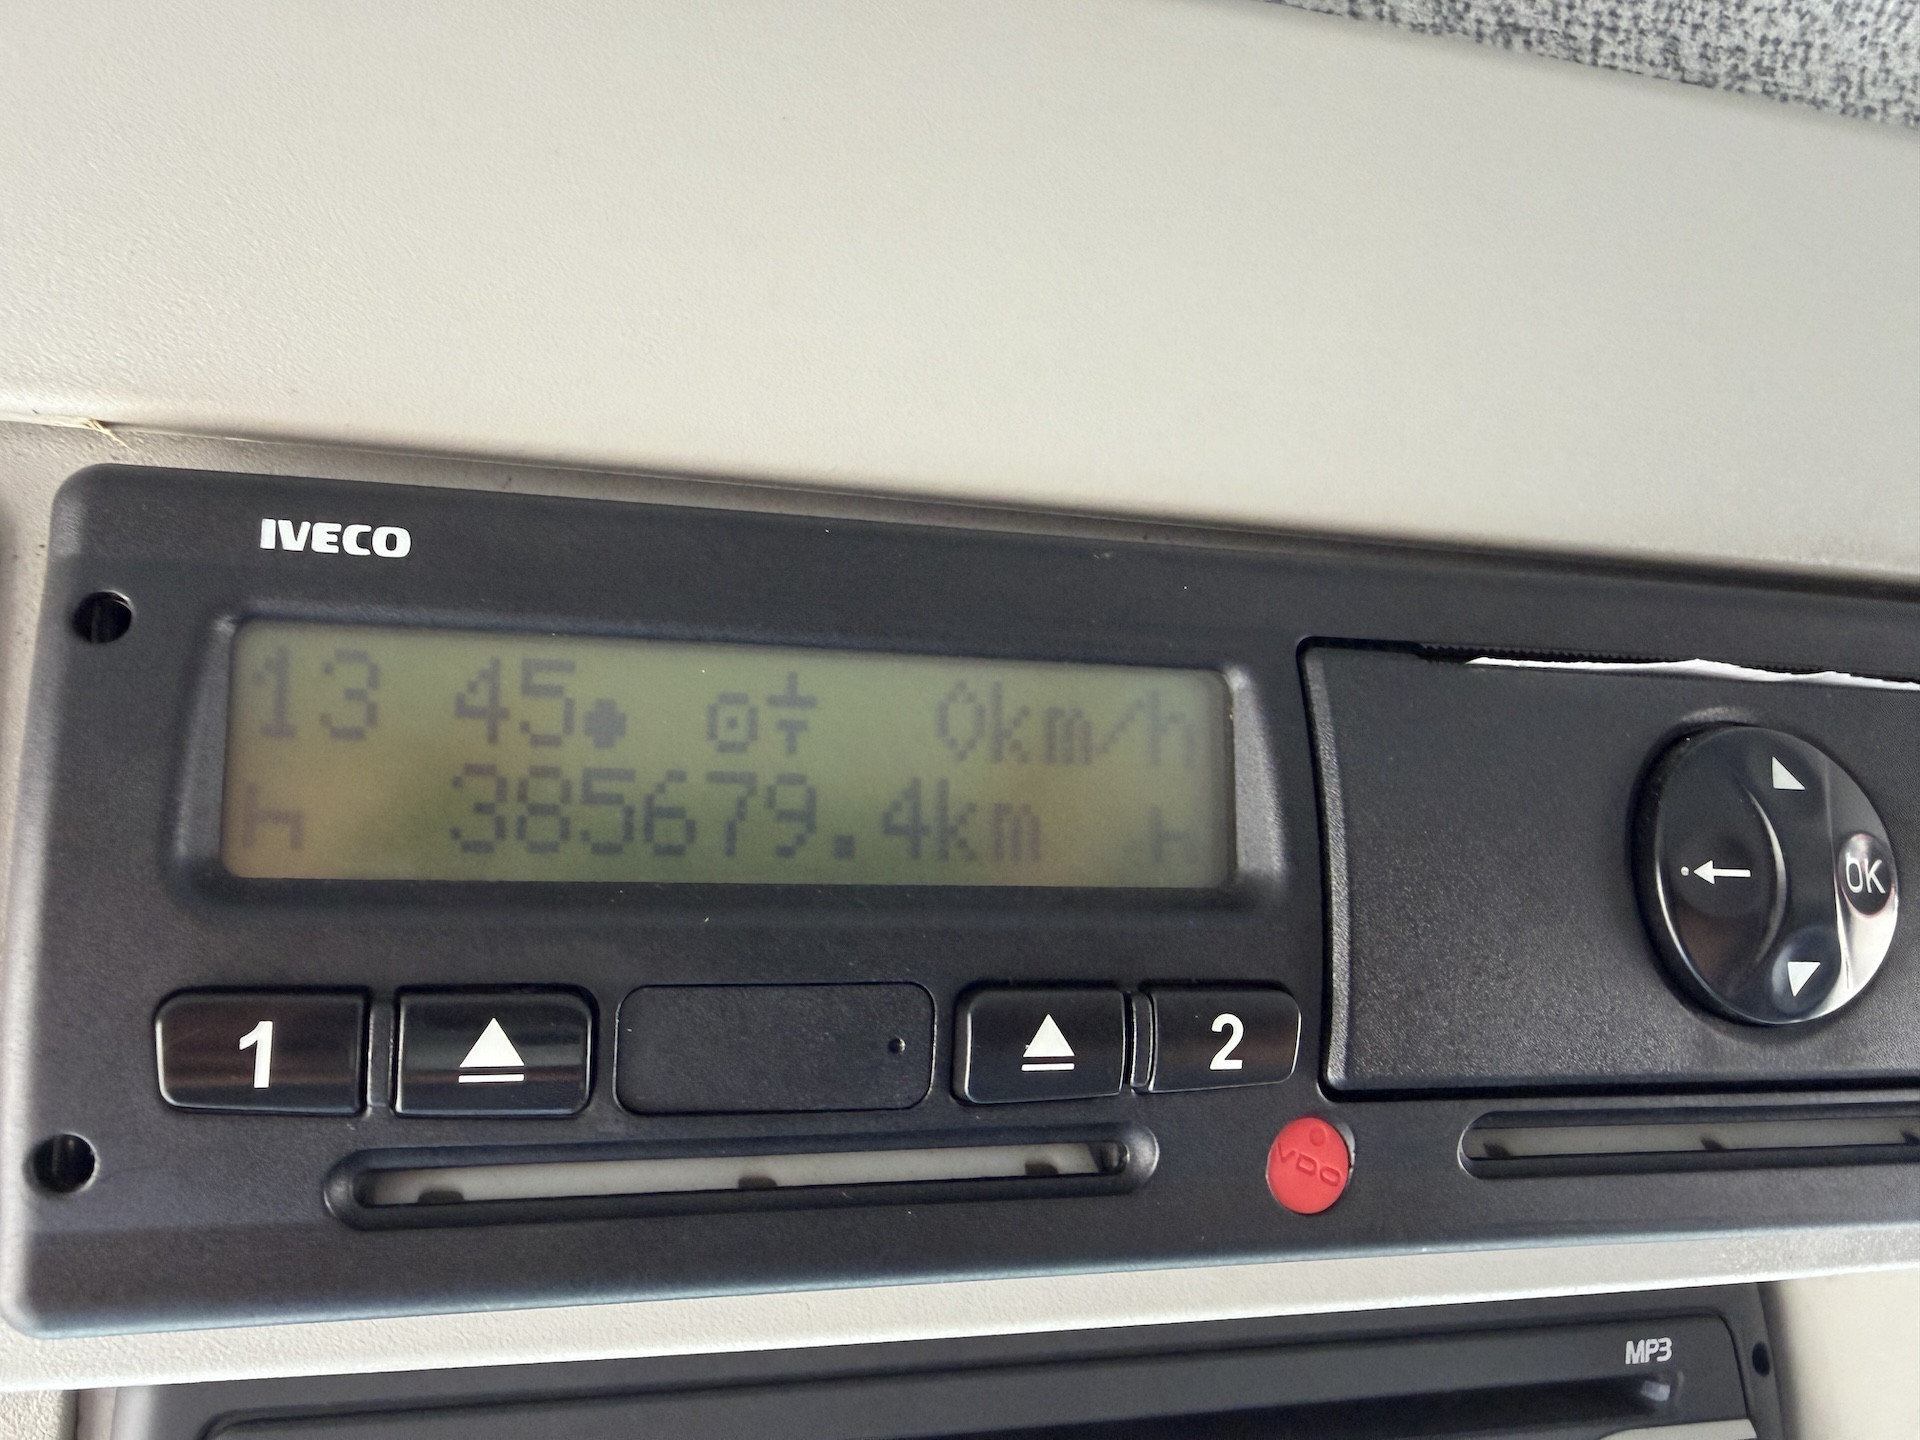 IVECO
13 45 0km/h
385679.4km
OK
1 2
VDO
MP3